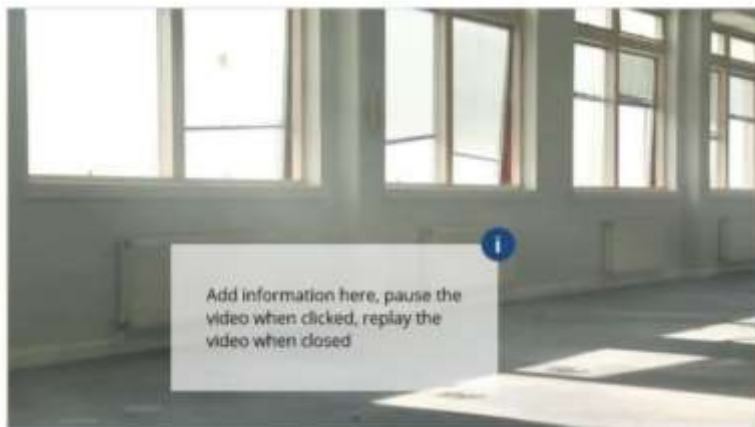 i
Add information here, pause the
video when clicked, replay the
video when closed